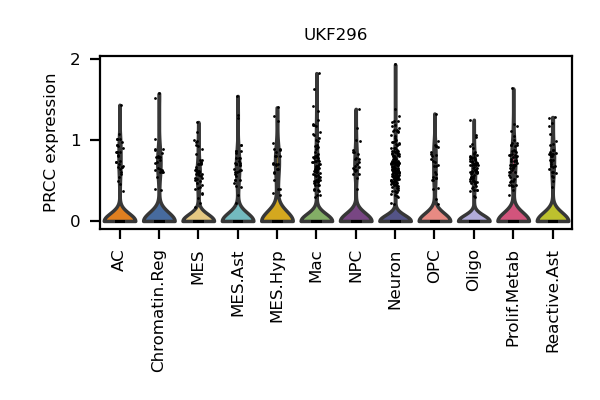 UKF296
PRCC expression
2
1
0
AC
Chromatin.Reg
MES
MES.Ast
MES.Hyp
Mac
NPC
Neuron
OPC
Oligo
Prolif.Metab
Reactive.Ast